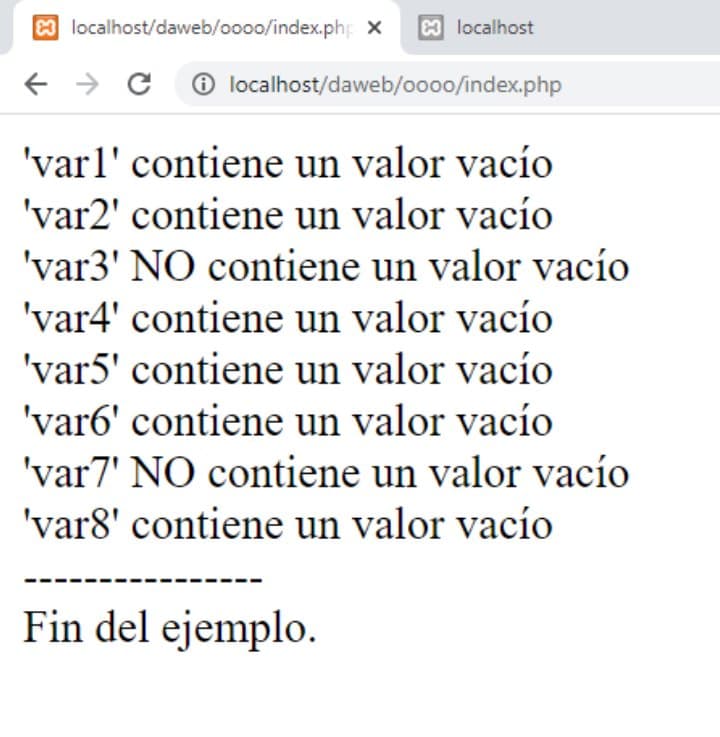 localhost/daweb/oooo/index.php
localhost
localhost/daweb/oooo/index.php
'var1' contiene un valor vacío
'var2' contiene un valor vacío
'var3' NO contiene un valor vacío
'var4' contiene un valor vacío
'var5' contiene un valor vacío
'var6' contiene un valor vacío
'var7' NO contiene un valor vacío
'var8' contiene un valor vacío
----------------
Fin del ejemplo.